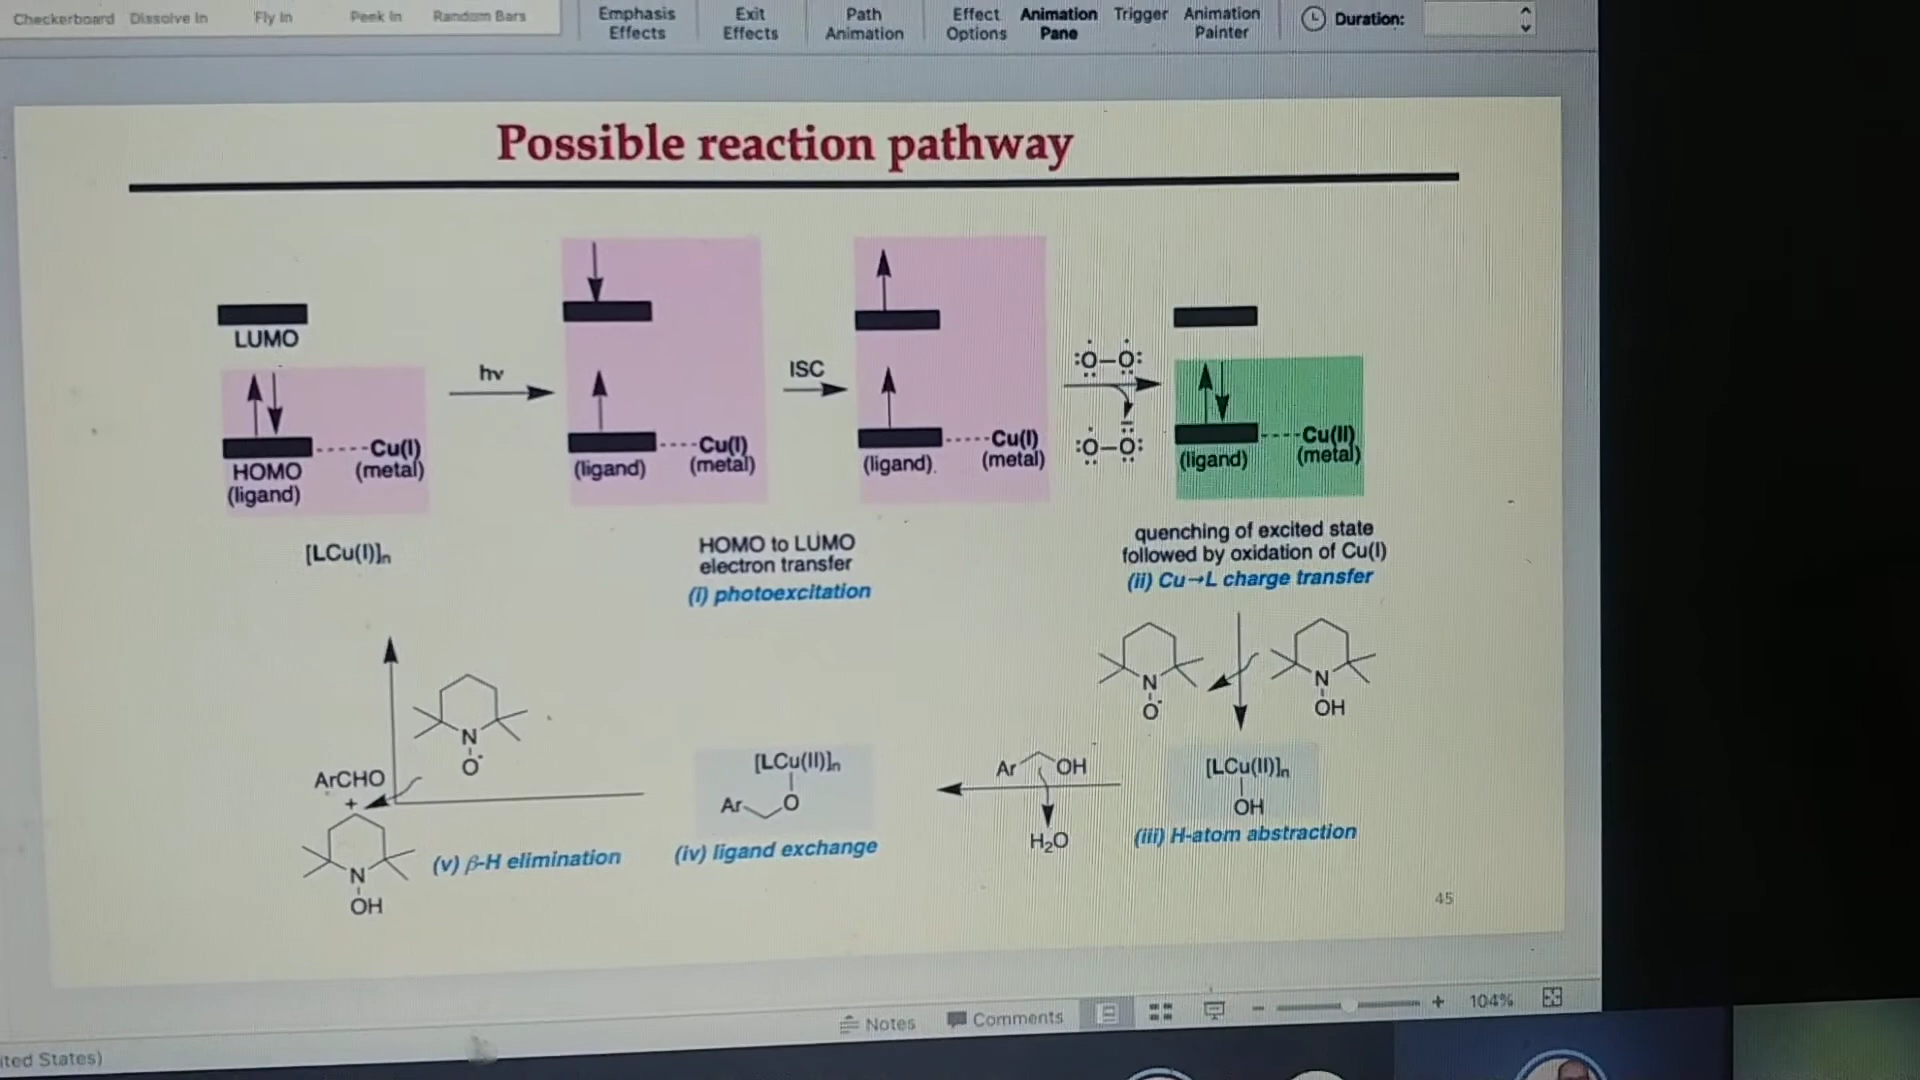 Checkerboard Dissolve In Fly In Peek In Random Bars
Emphasis Effects
Exit Effects
Path Animation
Effect Options
Animation Pane
Trigger
Animation Painter
Duration:
Possible reaction pathway
LUMO
HOMO
(ligand)
Cu(I)
(metal)
[LCu(I)]n
hν
(ligand)
Cu(I)
(metal)
HOMO to LUMO
electron transfer
(i) photoexcitation
ISC
(ligand)
Cu(I)
(metal)
:O–O:
:O–O:
(ligand)
Cu(II)
(metal)
quenching of excited state
followed by oxidation of Cu(I)
(ii) Cu→L charge transfer
N
O·
N
OH
[LCu(II)]n
OH
(iii) H-atom abstraction
Ar OH
H2O
[LCu(II)]n
Ar O
(iv) ligand exchange
N
O·
ArCHO
+
N
OH
(v) β-H elimination
45
Notes Comments 104%
ited States)